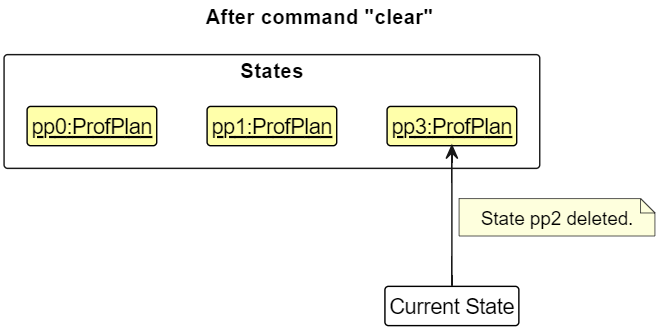 After command "clear"
States
pp0:ProfPlan
pp1:ProfPlan
pp3:ProfPlan
State pp2 deleted.
Current State